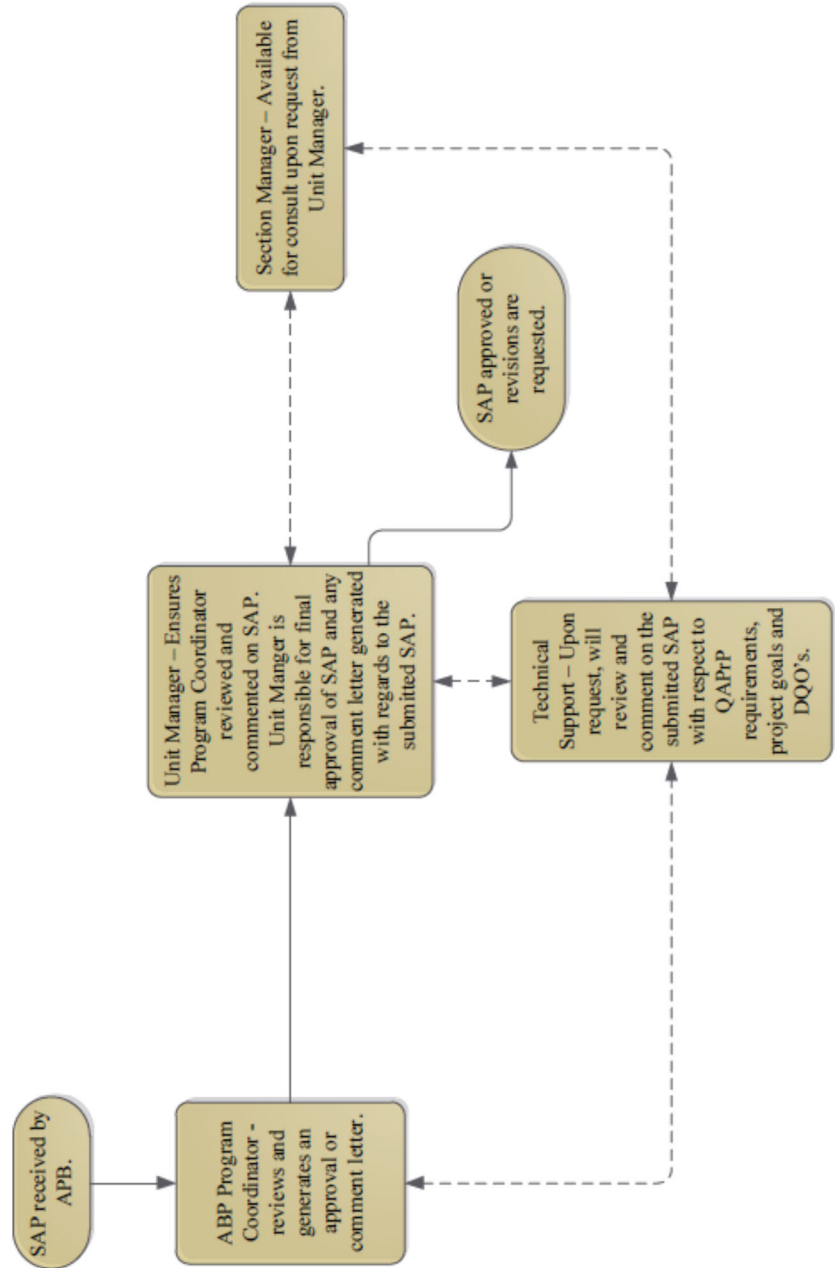 SAP received by
APB.
ABP Program
Coordinator -
reviews and
generates an
approval or
comment letter.
Unit Manager – Ensures
Program Coordinator
reviewed and
commented on SAP.
Unit Manger is
responsible for final
approval of SAP and any
comment letter generated
with regards to the
submitted SAP.
Section Manager – Available
for consult upon request from
Unit Manager.
SAP approved or
revisions are
requested.
Technical
Support – Upon
request, will
review and
comment on the
submitted SAP
with respect to
QAPrP
requirements,
project goals and
DQO's.